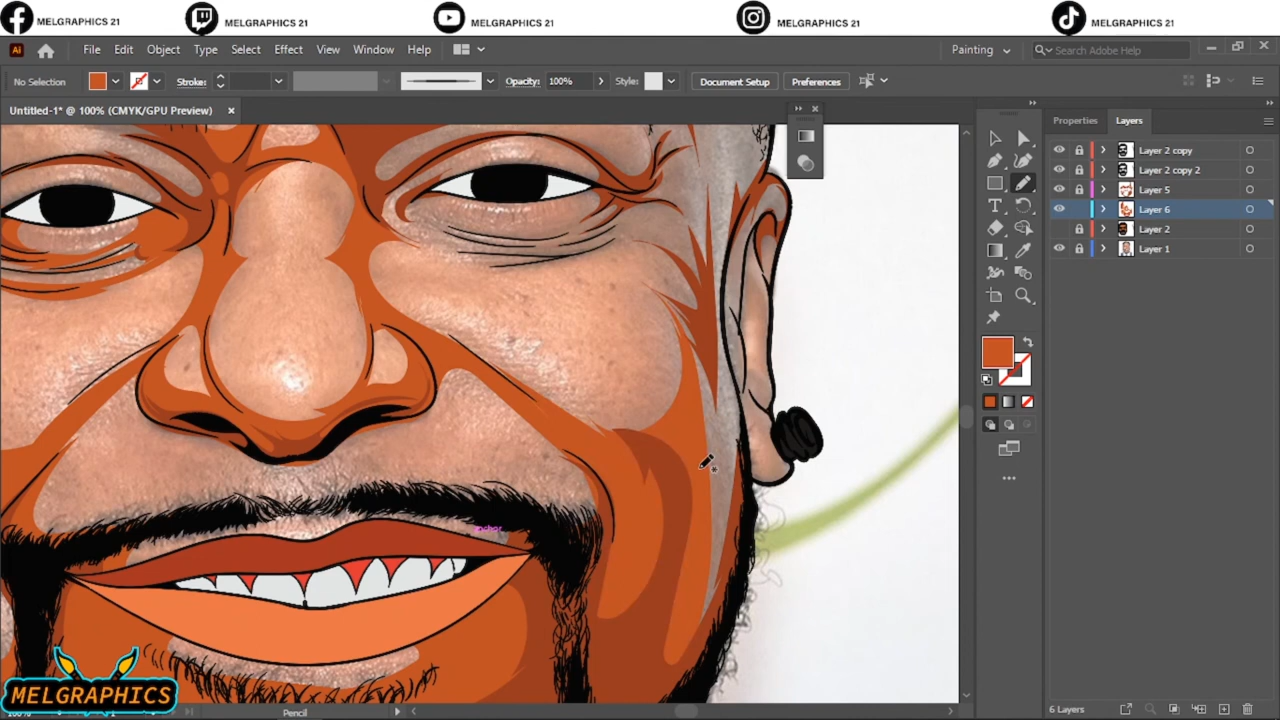 MELGRAPHICS 21
MELGRAPHICS 21
MELGRAPHICS 21
MELGRAPHICS 21
MELGRAPHICS 21
Ai File Edit Object Type Select Effect View Window Help Painting Search Adobe Help
No Selection Stroke: Opacity: 100% Style: Document Setup Preferences
Untitled-1* @ 100% (CMYK/GPU Preview)
Properties Layers
Layer 2 copy
Layer 2 copy 2
Layer 5
Layer 6
Layer 2
Layer 1
anchor
MELGRAPHICS
100%
Pencil
6 Layers